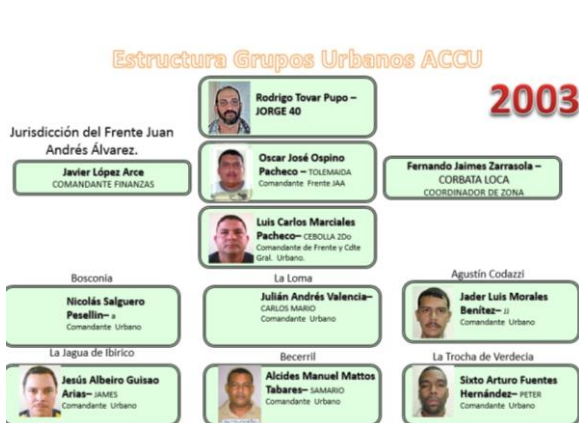 Estructura Grupos Urbanos ACCU
2003
Rodrigo Tovar Pupo –
JORGE 40
Jurisdicción del Frente Juan
Andrés Álvarez.
Javier López Arce
COMANDANTE FINANZAS
Oscar José Ospino
Pacheco – TOLEMAIDA
Comandante Frente JAA
Fernando Jaimes Zarrasola –
CORBATA LOCA
COORDINADOR DE ZONA
Luis Carlos Marciales
Pacheco– CEBOLLA 2Do
Comandante de Frente y Cdte
Gral. Urbano.
Bosconia
Nicolás Salguero
Pesellin– a
Comandante Urbano
La Loma
Julián Andrés Valencia–
CARLOS MARIO
Comandante Urbano
Agustín Codazzi
Jader Luis Morales
Benítez– JJ
Comandante Urbano
La Jagua de Ibirico
Jesús Albeiro Guisao
Arias– JAMES
Comandante Urbano
Becerril
Alcides Manuel Mattos
Tabares– SAMARIO
Comandante Urbano
La Trocha de Verdecia
Sixto Arturo Fuentes
Hernández– PETER
Comandante Urbano